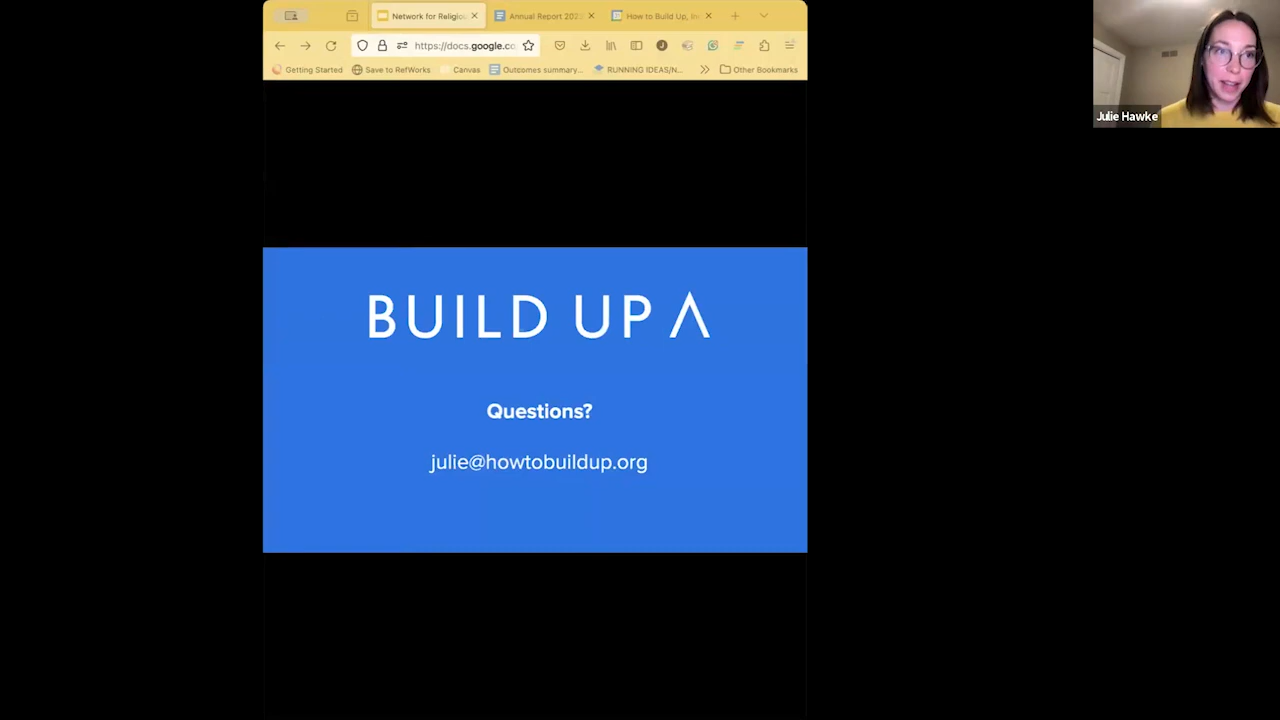 Network for Religiou
Annual Report 202
How to Build Up, In
https://docs.google.co
Getting Started
Save to RefWorks
Canvas
Outcomes summary...
RUNNING IDEAS/N...
Other Bookmarks
Julie Hawke
BUILD UP Λ
Questions?
julie@howtobuildup.org